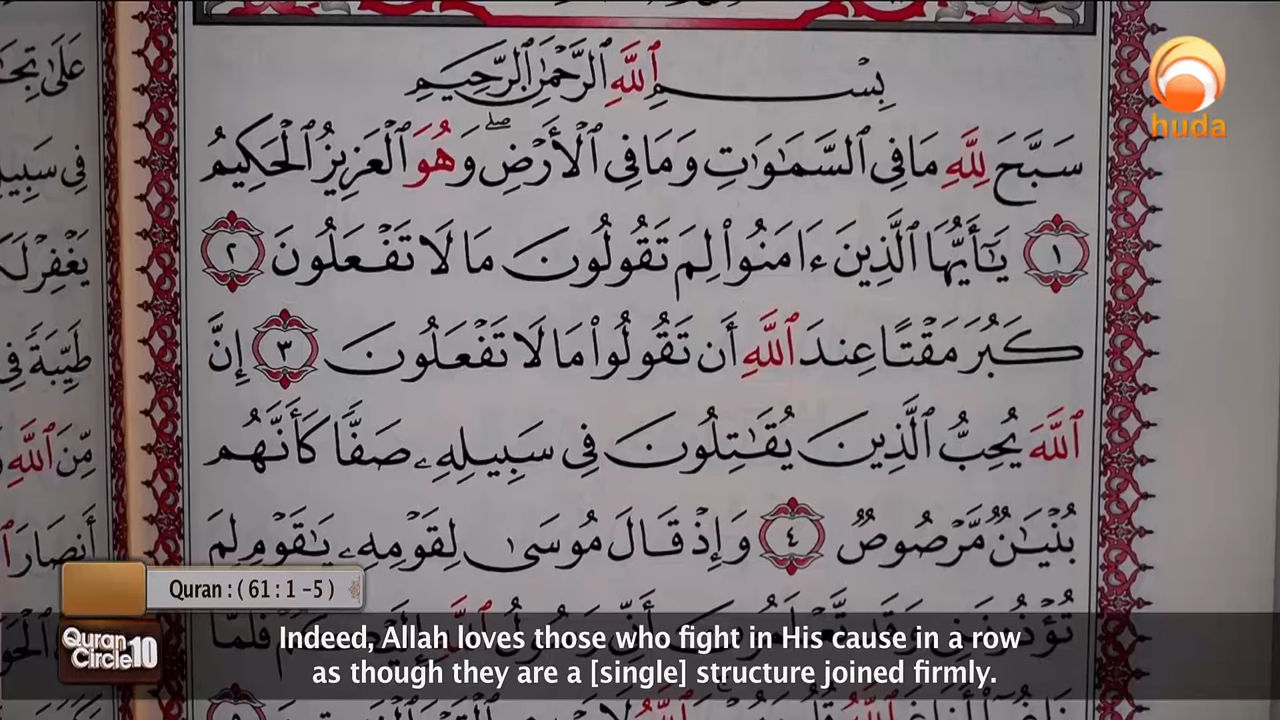 بِسْمِ ٱللَّهِ ٱلرَّحْمَٰنِ ٱلرَّحِيمِ
سَبَّحَ لِلَّهِ مَا فِى ٱلسَّمَٰوَٰتِ وَمَا فِى ٱلْأَرْضِ ۖ وَهُوَ ٱلْعَزِيزُ ٱلْحَكِيمُ
١ يَٰٓأَيُّهَا ٱلَّذِينَ ءَامَنُوا۟ لِمَ تَقُولُونَ مَا لَا تَفْعَلُونَ ٢
كَبُرَ مَقْتًا عِندَ ٱللَّهِ أَن تَقُولُوا۟ مَا لَا تَفْعَلُونَ ٣ إِنَّ
ٱللَّهَ يُحِبُّ ٱلَّذِينَ يُقَٰتِلُونَ فِى سَبِيلِهِۦ صَفًّا كَأَنَّهُم
بُنْيَٰنٌ مَّرْصُوصٌ ٤ وَإِذْ قَالَ مُوسَىٰ لِقَوْمِهِۦ يَٰقَوْمِ لِمَ
عَلَىٰ
فِى
طَيِّبَةً فِى
مِّنَ ٱللَّهِ
huda
Quran : ( 61 : 1 - 5 )
Quran Circle 10
Indeed, Allah loves those who fight in His cause in a row
as though they are a [single] structure joined firmly.